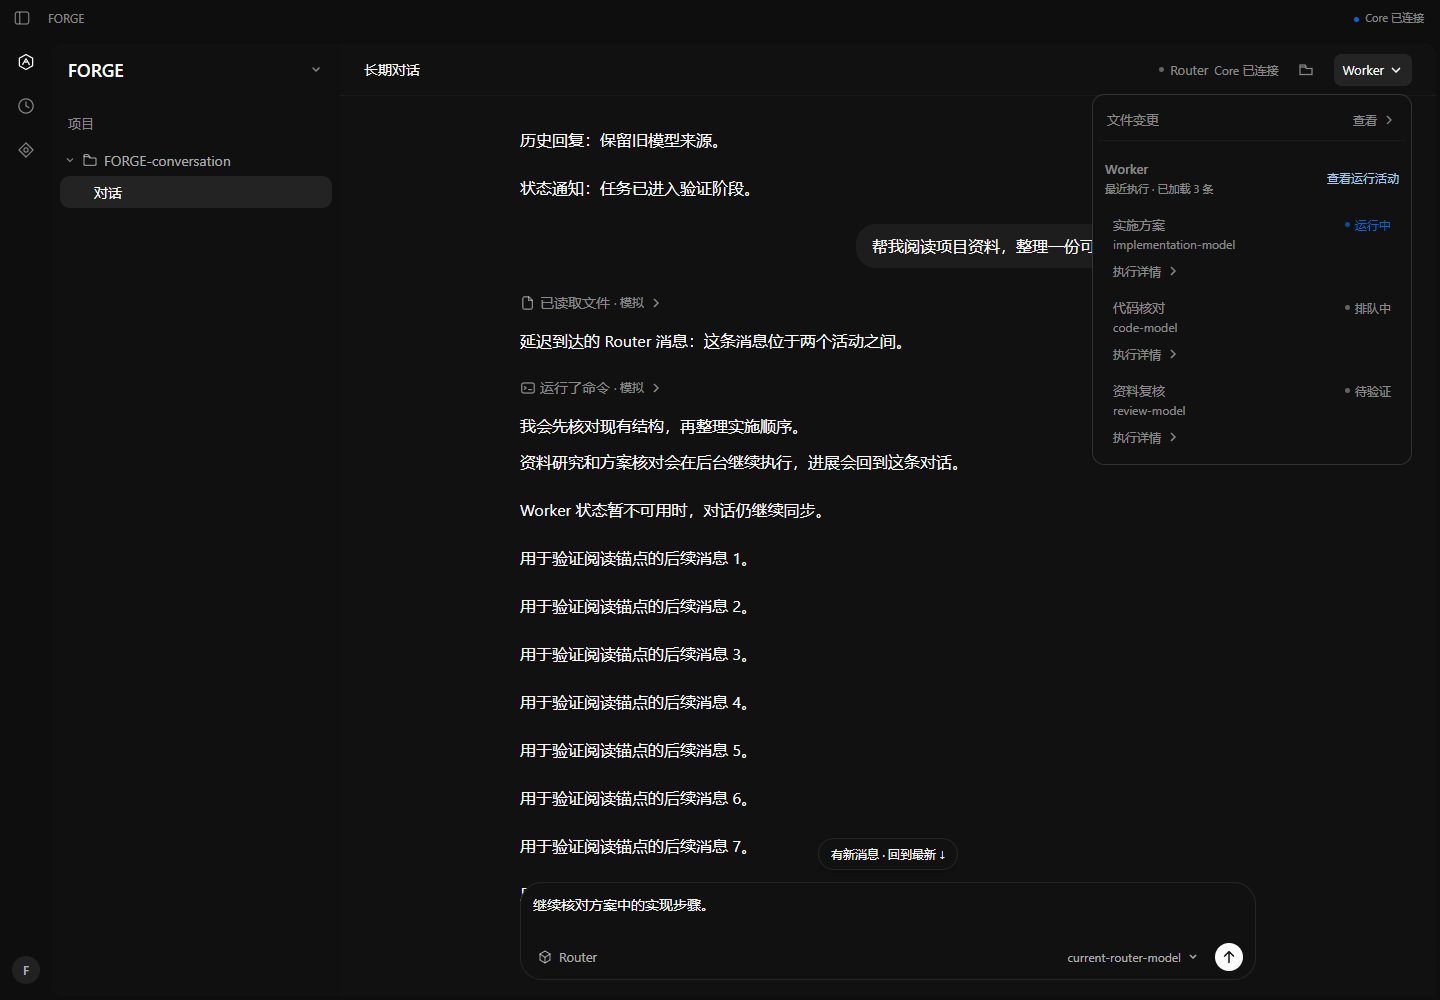 FORGE
Core 已连接
FORGE
项目
FORGE-conversation
对话
长期对话
Router Core 已连接
Worker
文件变更
查看
Worker
最近执行 · 已加载 3 条
查看运行活动
实施方案
运行中
implementation-model
执行详情
代码核对
排队中
code-model
执行详情
资料复核
待验证
review-model
执行详情
历史回复：保留旧模型来源。
状态通知：任务已进入验证阶段。
帮我阅读项目资料，整理一份可
已读取文件 · 模拟
延迟到达的 Router 消息：这条消息位于两个活动之间。
运行了命令 · 模拟
我会先核对现有结构，再整理实施顺序。
资料研究和方案核对会在后台继续执行，进展会回到这条对话。
Worker 状态暂不可用时，对话仍继续同步。
用于验证阅读锚点的后续消息 1。
用于验证阅读锚点的后续消息 2。
用于验证阅读锚点的后续消息 3。
用于验证阅读锚点的后续消息 4。
用于验证阅读锚点的后续消息 5。
用于验证阅读锚点的后续消息 6。
用于验证阅读锚点的后续消息 7。
有新消息 · 回到最新 ↓
继续核对方案中的实现步骤。
Router
current-router-model
F